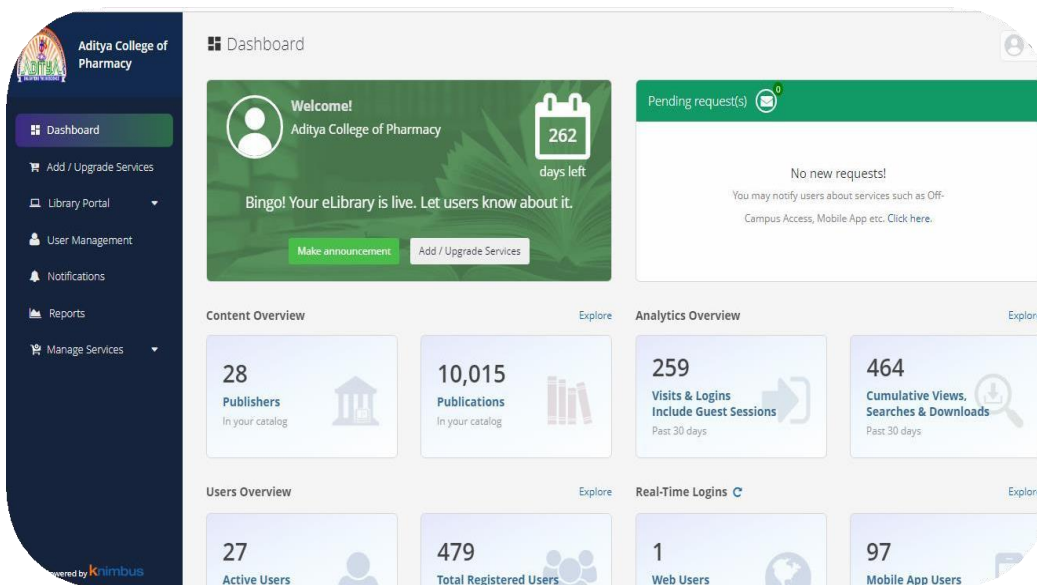 Aditya College of
Pharmacy
ADITYA
Dashboard
Add / Upgrade Services
Library Portal
User Management
Notifications
Reports
Manage Services
knimbus
Dashboard
Welcome!
Aditya College of Pharmacy
262
days left
Bingo! Your eLibrary is live. Let users know about it.
Make announcement
Add / Upgrade Services
Pending request(s)
0
No new requests!
You may notify users about services such as Off-
Campus Access, Mobile App etc. Click here.
Content Overview
Explore
28
Publishers
In your catalog
10,015
Publications
In your catalog
Analytics Overview
Explore
259
Visits & Logins
Include Guest Sessions
Past 30 days
464
Cumulative Views,
Searches & Downloads
Past 30 days
Users Overview
Explore
27
Active Users
479
Total Registered Users
Real-Time Logins
Explore
1
Web Users
97
Mobile App Users